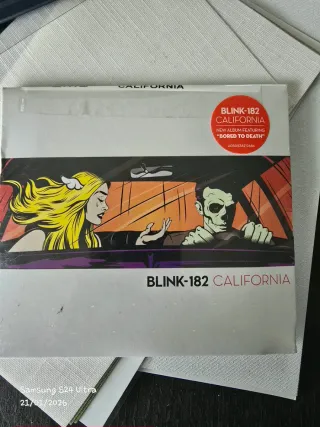 CALIFORNIA
BLINK-182
CALIFORNIA
NEW ALBUM FEATURING
"BORED TO DEATH"
BLINK-182 CALIFORNIA
Samsung S24 Ultra